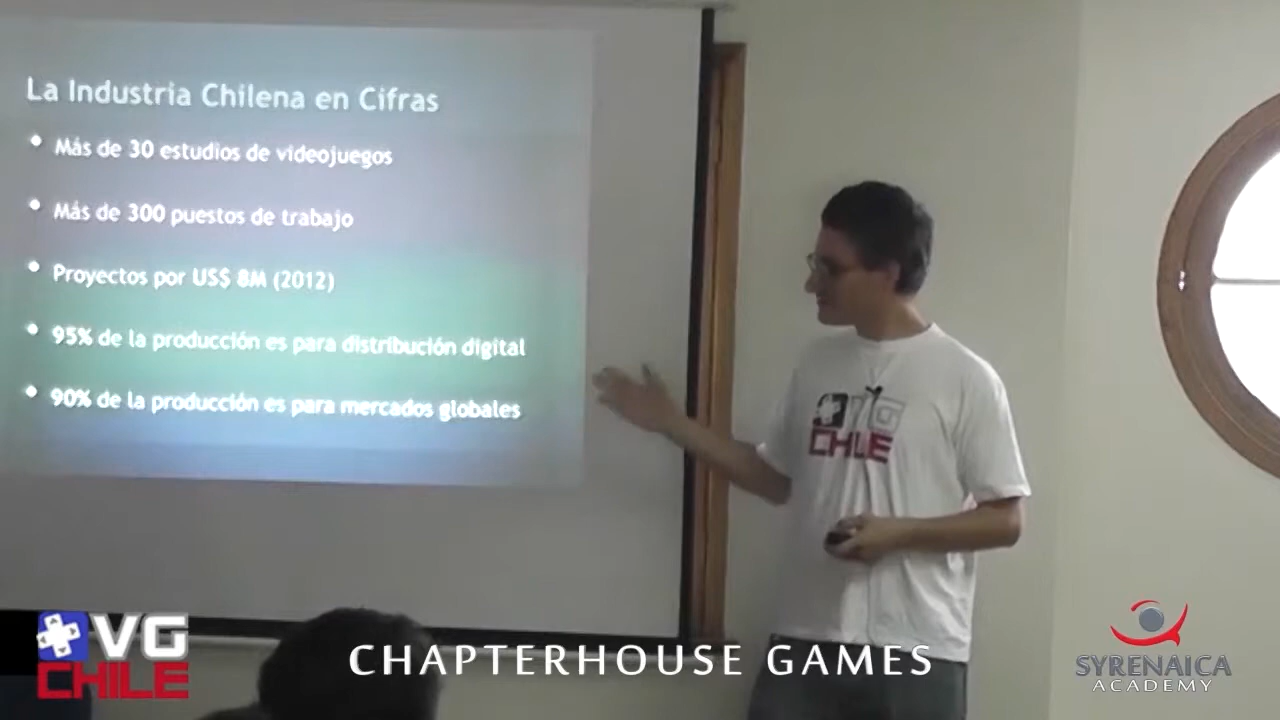 La Industria Chilena en Cifras
• Más de 30 estudios de videojuegos
• Más de 300 puestos de trabajo
• Proyectos por US$ 8M (2012)
• 95% de la producción es para distribución digital
• 90% de la producción es para mercados globales
VG
CHILE
VG
CHILE
CHAPTERHOUSE GAMES
SYRENAICA
ACADEMY